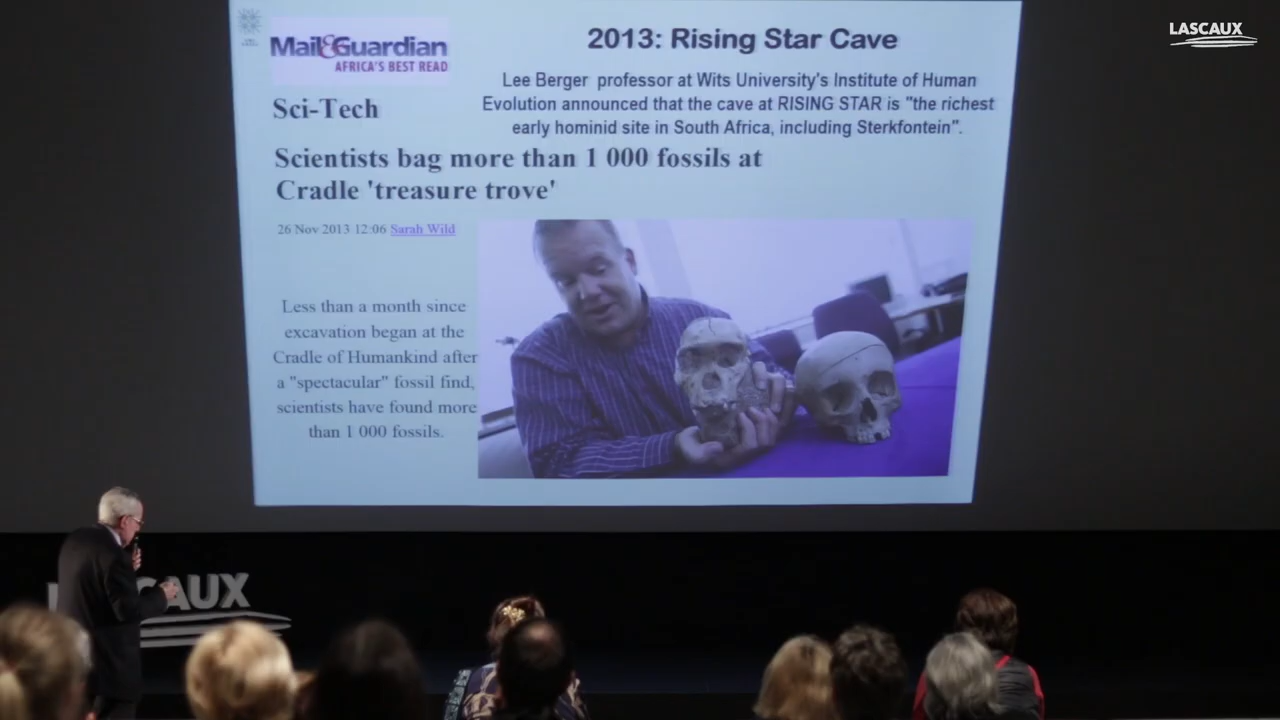 LASCAUX
Mail&Guardian
AFRICA'S BEST READ
Sci-Tech
2013: Rising Star Cave
Lee Berger professor at Wits University's Institute of Human
Evolution announced that the cave at RISING STAR is "the richest
early hominid site in South Africa, including Sterkfontein".
Scientists bag more than 1 000 fossils at
Cradle 'treasure trove'
26 Nov 2013 12:06 Sarah Wild
Less than a month since
excavation began at the
Cradle of Humankind after
a "spectacular" fossil find,
scientists have found more
than 1 000 fossils.